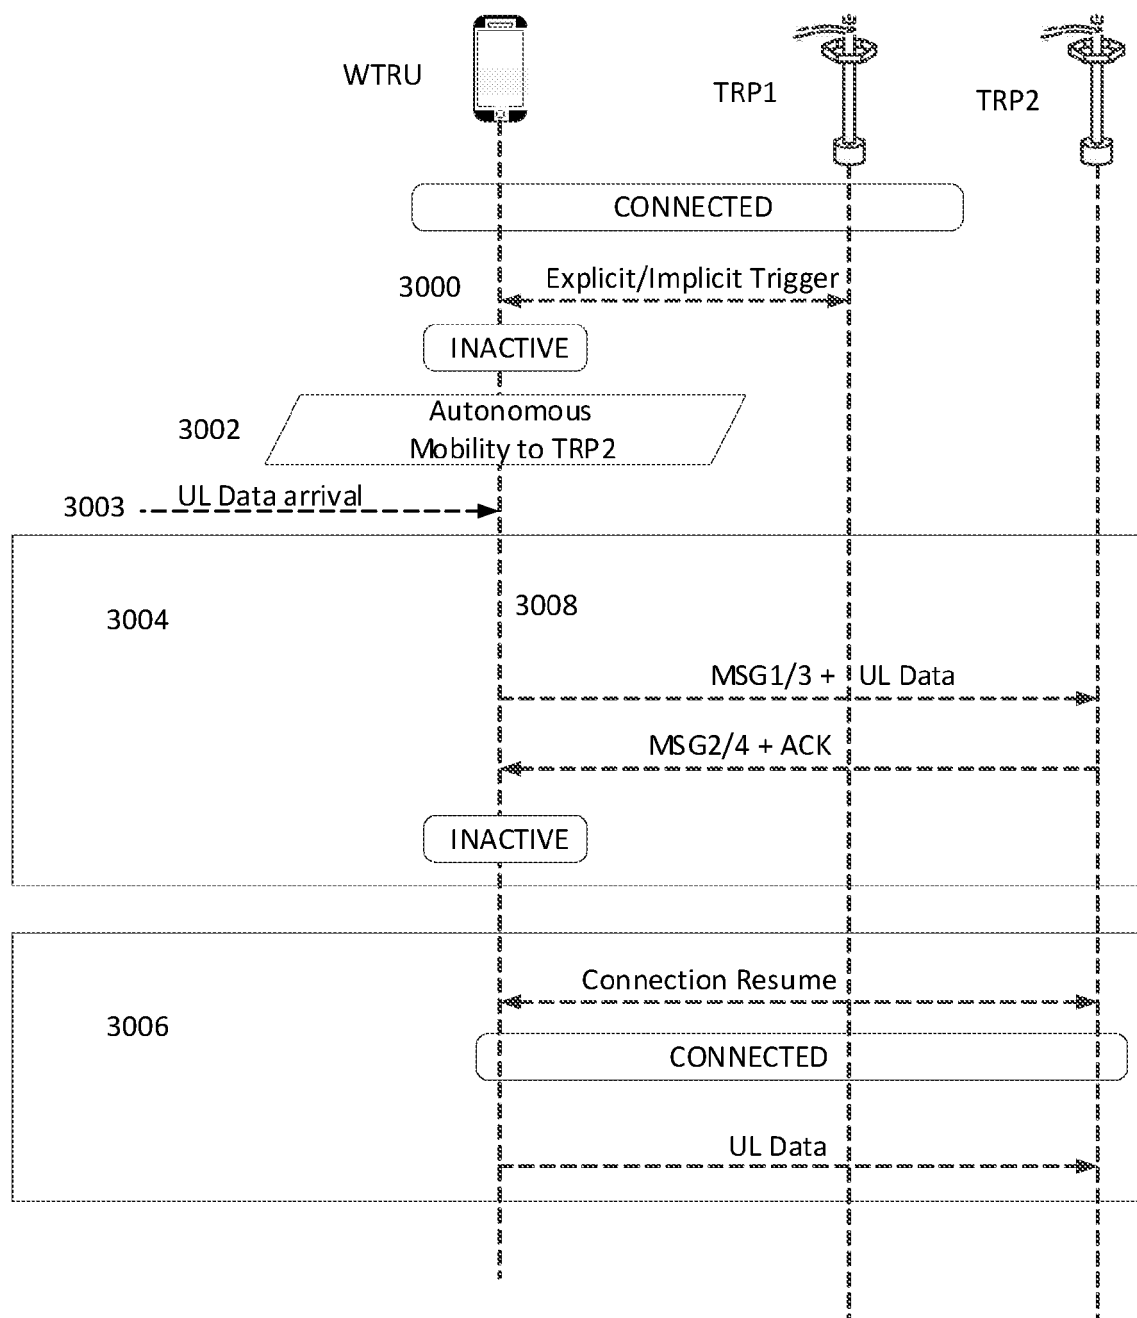 WTRU
TRP1
TRP2
CONNECTED
3000
Explicit/Implicit Trigger
INACTIVE
3002
Autonomous
Mobility to TRP2
3003
UL Data arrival
3004
3008
MSG1/3 + UL Data
MSG2/4 + ACK
INACTIVE
Connection Resume
3006
CONNECTED
UL Data